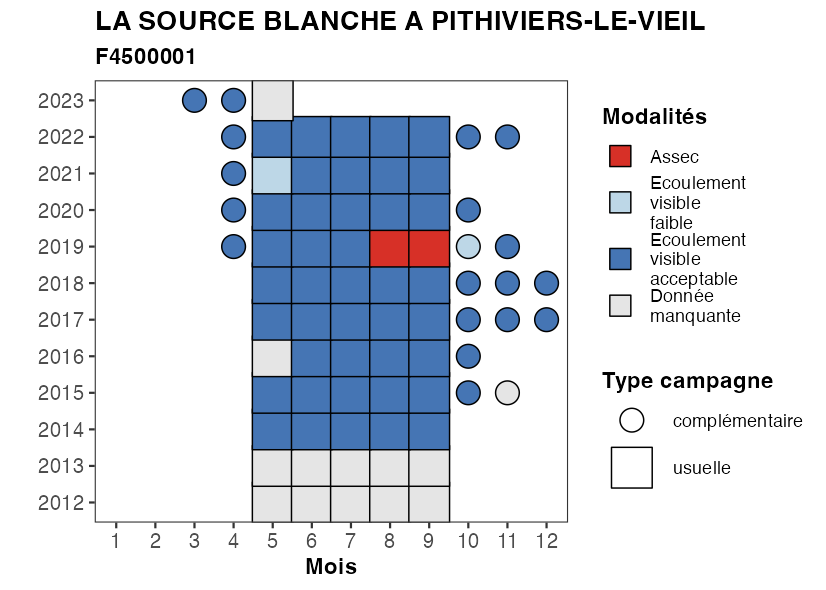 LA SOURCE BLANCHE A PITHIVIERS-LE-VIEIL
F4500001
2023
2022
2021
2020
2019
2018
2017
2016
2015
2014
2013
2012
1 2 3 4 5 6 7 8 9 10 11 12
Mois
Modalités
Assec
Ecoulement
visible
faible
Ecoulement
visible
acceptable
Donnée
manquante
Type campagne
complémentaire
usuelle